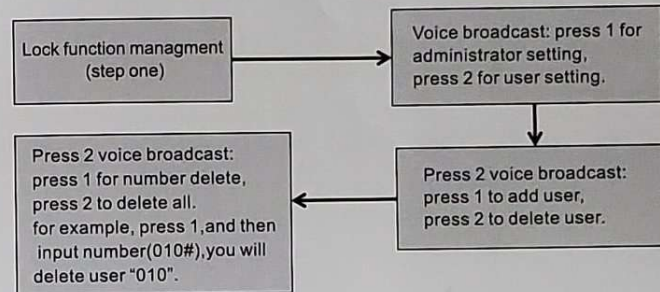 Lock function managment
(step one)
Voice broadcast: press 1 for
administrator setting,
press 2 for user setting.
Press 2 voice broadcast:
press 1 to add user,
press 2 to delete user.
Press 2 voice broadcast:
press 1 for number delete,
press 2 to delete all.
for example, press 1,and then
input number(010#),you will
delete user “010”.